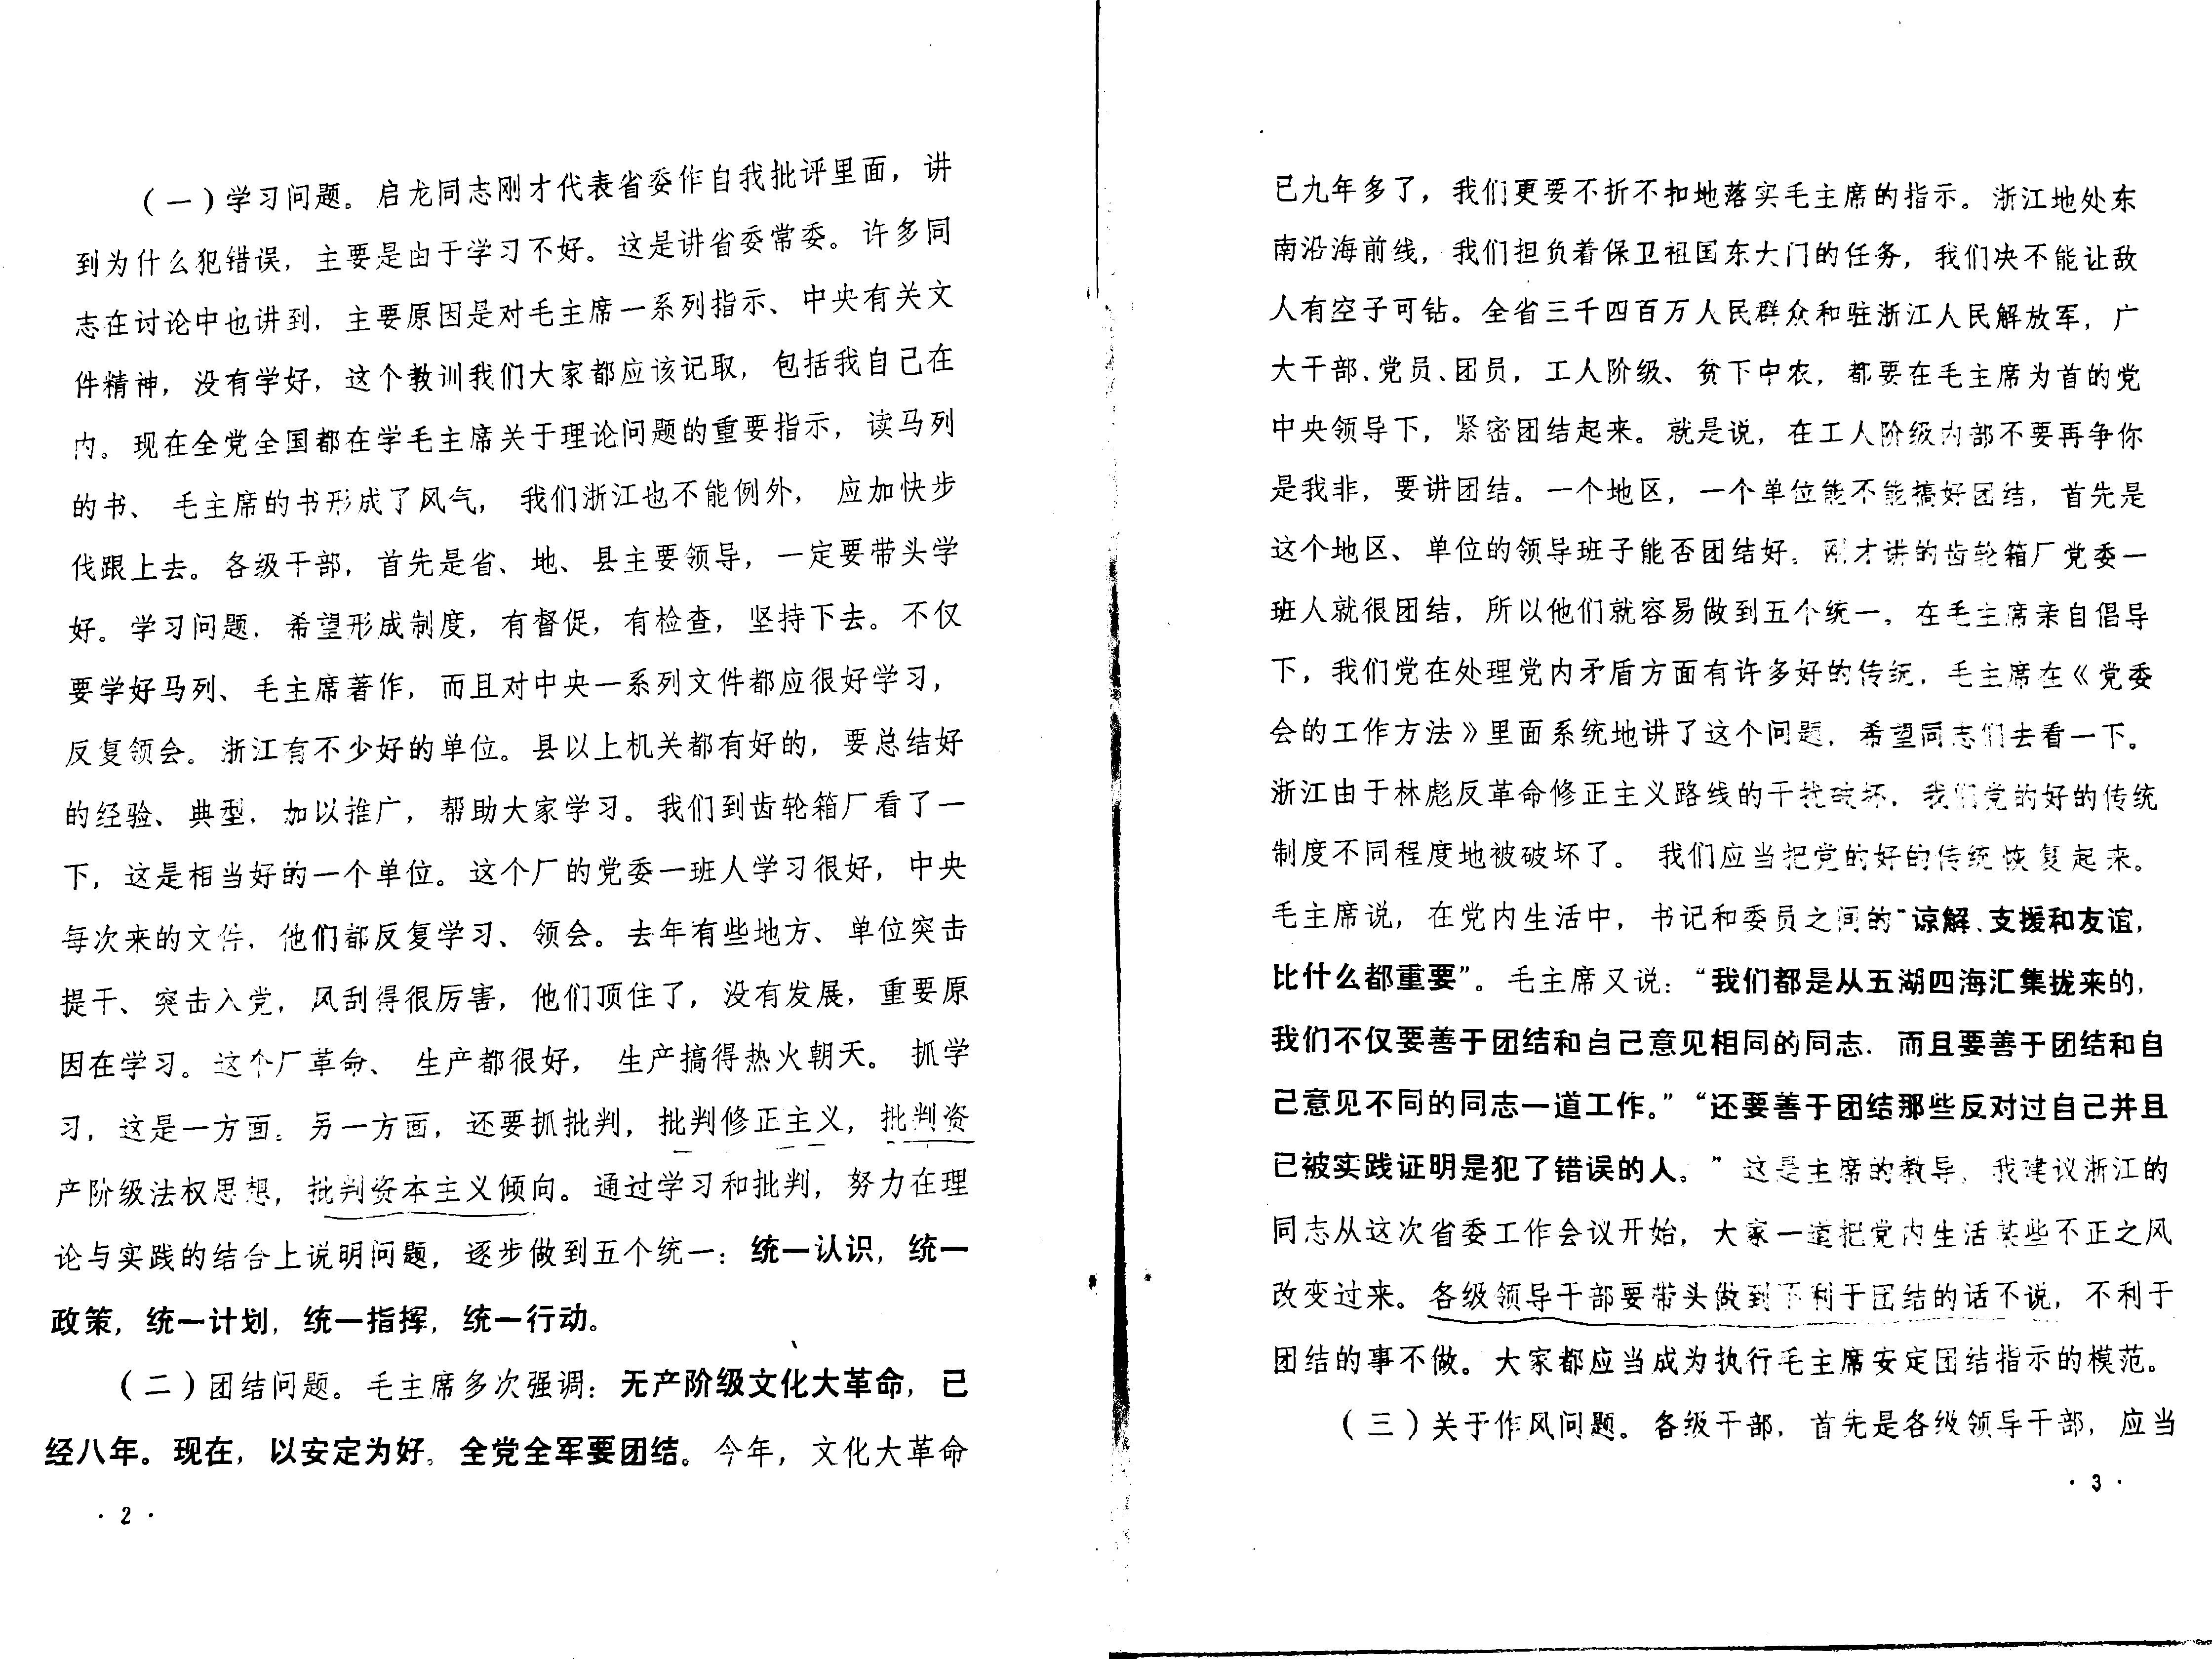 （一）学习问题。启龙同志刚才代表省委作自我批评里面，讲
到为什么犯错误，主要是由于学习不好。这是讲省委常委。许多同
志在讨论中也讲到，主要原因是对毛主席一系列指示、中央有关文
件精神，没有学好，这个教训我们大家都应该记取，包括我自己在
内。现在全党全国都在学毛主席关于理论问题的重要指示，读马列
的书、毛主席的书形成了风气，我们浙江也不能例外，应加快步
伐跟上去。各级干部，首先是省、地、县主要领导，一定要带头学
好。学习问题，希望形成制度，有督促，有检查，坚持下去。不仅
要学好马列、毛主席著作，而且对中央一系列文件都应很好学习，
反复领会。浙江有不少好的单位。县以上机关都有好的，要总结好
的经验、典型，加以推广，帮助大家学习。我们到齿轮箱厂看了一
下，这是相当好的一个单位。这个厂的党委一班人学习很好，中央
每次来的文件，他们都反复学习、领会。去年有些地方、单位突击
提干、突击入党，风刮得很厉害，他们顶住了，没有发展，重要原
因在学习。这个厂革命、生产都很好，生产搞得热火朝天。抓学
习，这是一方面。另一方面，还要抓批判，批判修正主义，批判资
产阶级法权思想，批判资本主义倾向。通过学习和批判，努力在理
论与实践的结合上说明问题，逐步做到五个统一：统一认识，统一
政策，统一计划，统一指挥，统一行动。
（二）团结问题。毛主席多次强调：无产阶级文化大革命，已
经八年。现在，以安定为好。全党全军要团结。今年，文化大革命
·2·
已九年多了，我们更要不折不扣地落实毛主席的指示。浙江地处东
南沿海前线，我们担负着保卫祖国东大门的任务，我们决不能让敌
人有空子可钻。全省三千四百万人民群众和驻浙江人民解放军，广
大干部、党员、团员，工人阶级、贫下中农，都要在毛主席为首的党
中央领导下，紧密团结起来。就是说，在工人阶级内部不要再争你
是我非，要讲团结。一个地区，一个单位能不能搞好团结，首先是
这个地区、单位的领导班子能否团结好。刚才讲的齿轮箱厂党委一
班人就很团结，所以他们就容易做到五个统一。在毛主席亲自倡导
下，我们党在处理党内矛盾方面有许多好的传统，毛主席在《党委
会的工作方法》里面系统地讲了这个问题，希望同志们去看一下。
浙江由于林彪反革命修正主义路线的干扰破坏，我们党的好的传统
制度不同程度地被破坏了。我们应当把党的好的传统恢复起来。
毛主席说，在党内生活中，书记和委员之间的“谅解、支援和友谊，
比什么都重要”。毛主席又说：“我们都是从五湖四海汇集拢来的，
我们不仅要善于团结和自己意见相同的同志，而且要善于团结和自
己意见不同的同志一道工作。”“还要善于团结那些反对过自己并且
已被实践证明是犯了错误的人。”这是主席的教导，我建议浙江的
同志从这次省委工作会议开始，大家一道把党内生活某些不正之风
改变过来。各级领导干部要带头做到不利于团结的话不说，不利于
团结的事不做。大家都应当成为执行毛主席安定团结指示的模范。
（三）关于作风问题。各级干部，首先是各级领导干部，应当
·3·